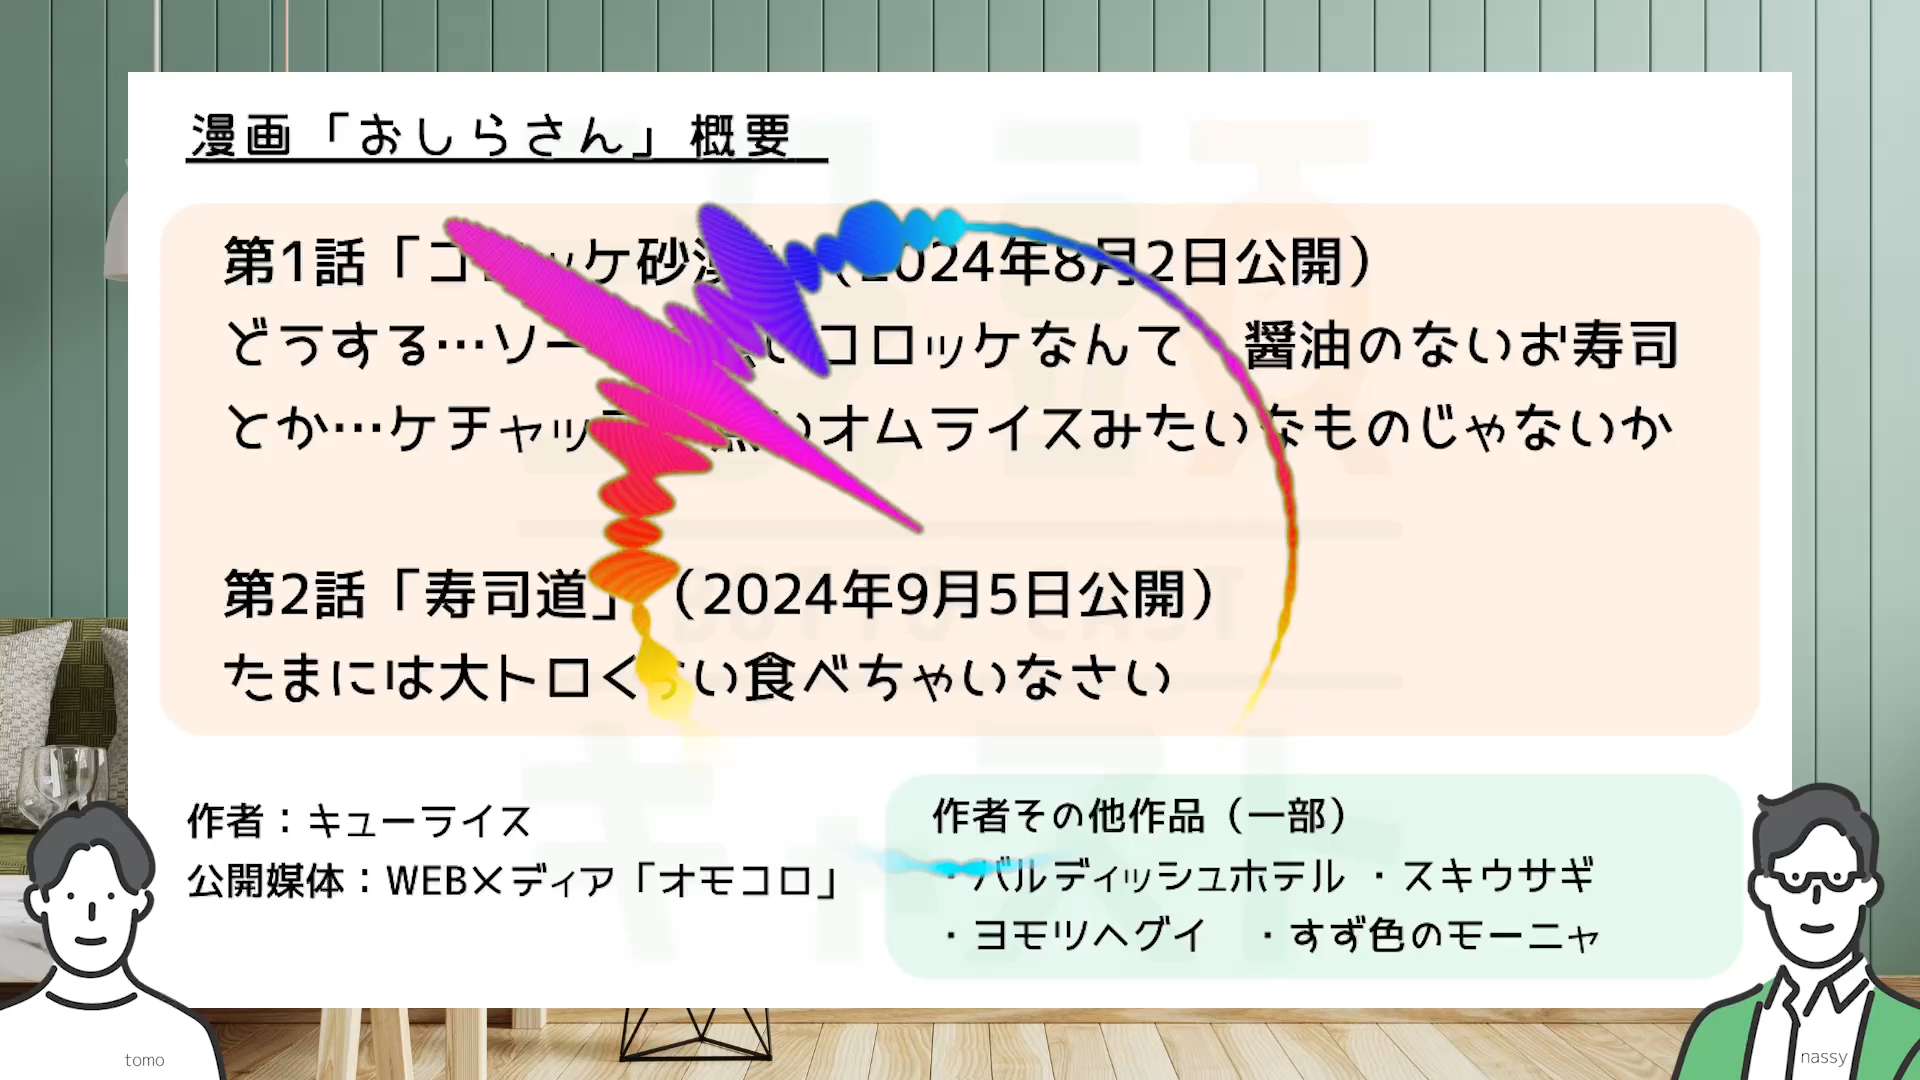 漫画「おしらさん」概要
第1話「コ ッケ砂 (2024年8月2日公開)
どうする…ソー いコロッケなんて 醤油のないお寿司
とか…ケチャッ のオムライスみたいなものじゃないか
第2話「寿司道」(2024年9月5日公開)
たまには大トロくらい食べちゃいなさい
作者:キューライス
公開媒体:WEBメディア「オモコロ」
作者その他作品(一部)
・バルディッシュホテル ・スキウサギ
・ヨモツヘグイ ・すず色のモーニャ
tomo
nassy